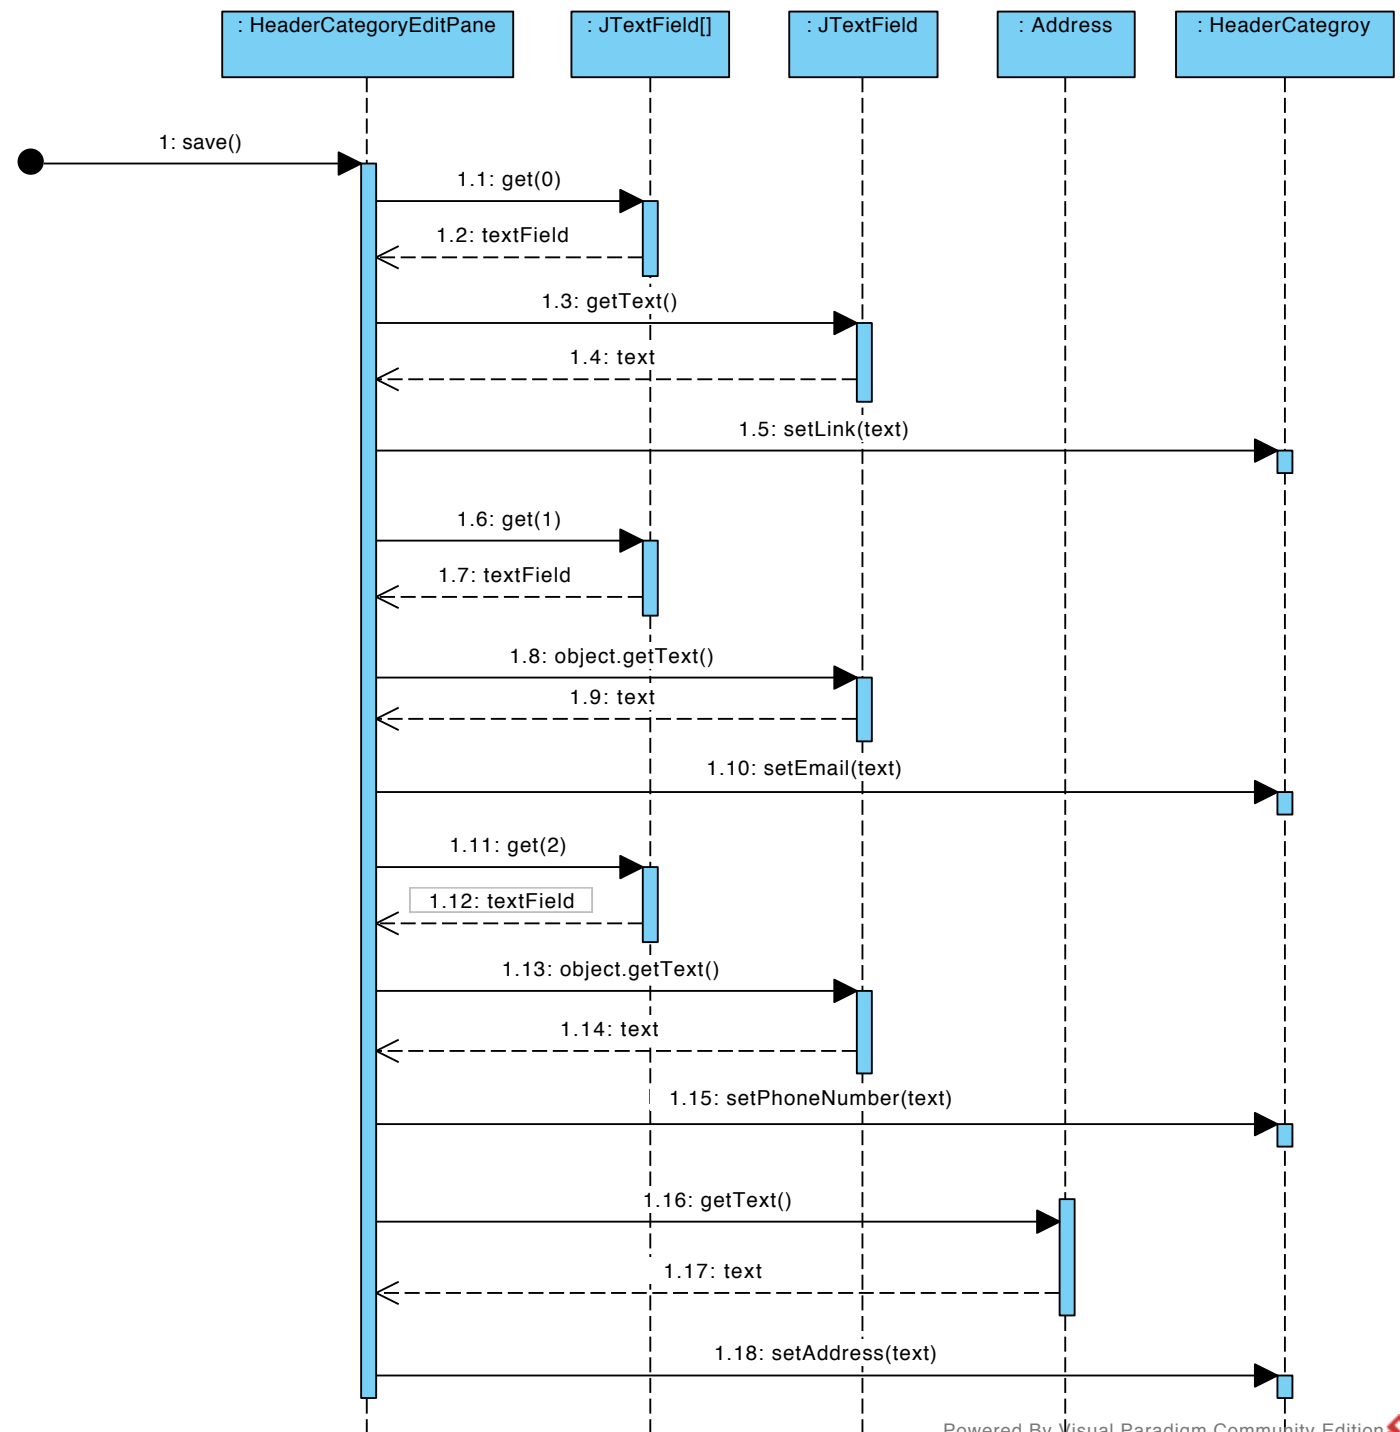 : HeaderCategoryEditPane
: JTextField[]
: JTextField
: Address
: HeaderCategroy
1: save()
1.1: get(0)
1.2: textField
1.3: getText()
1.4: text
1.5: setLink(text)
1.6: get(1)
1.7: textField
1.8: object.getText()
1.9: text
1.10: setEmail(text)
1.11: get(2)
1.12: textField
1.13: object.getText()
1.14: text
1.15: setPhoneNumber(text)
1.16: getText()
1.17: text
1.18: setAddress(text)
Powered By Visual Paradigm Community Edition